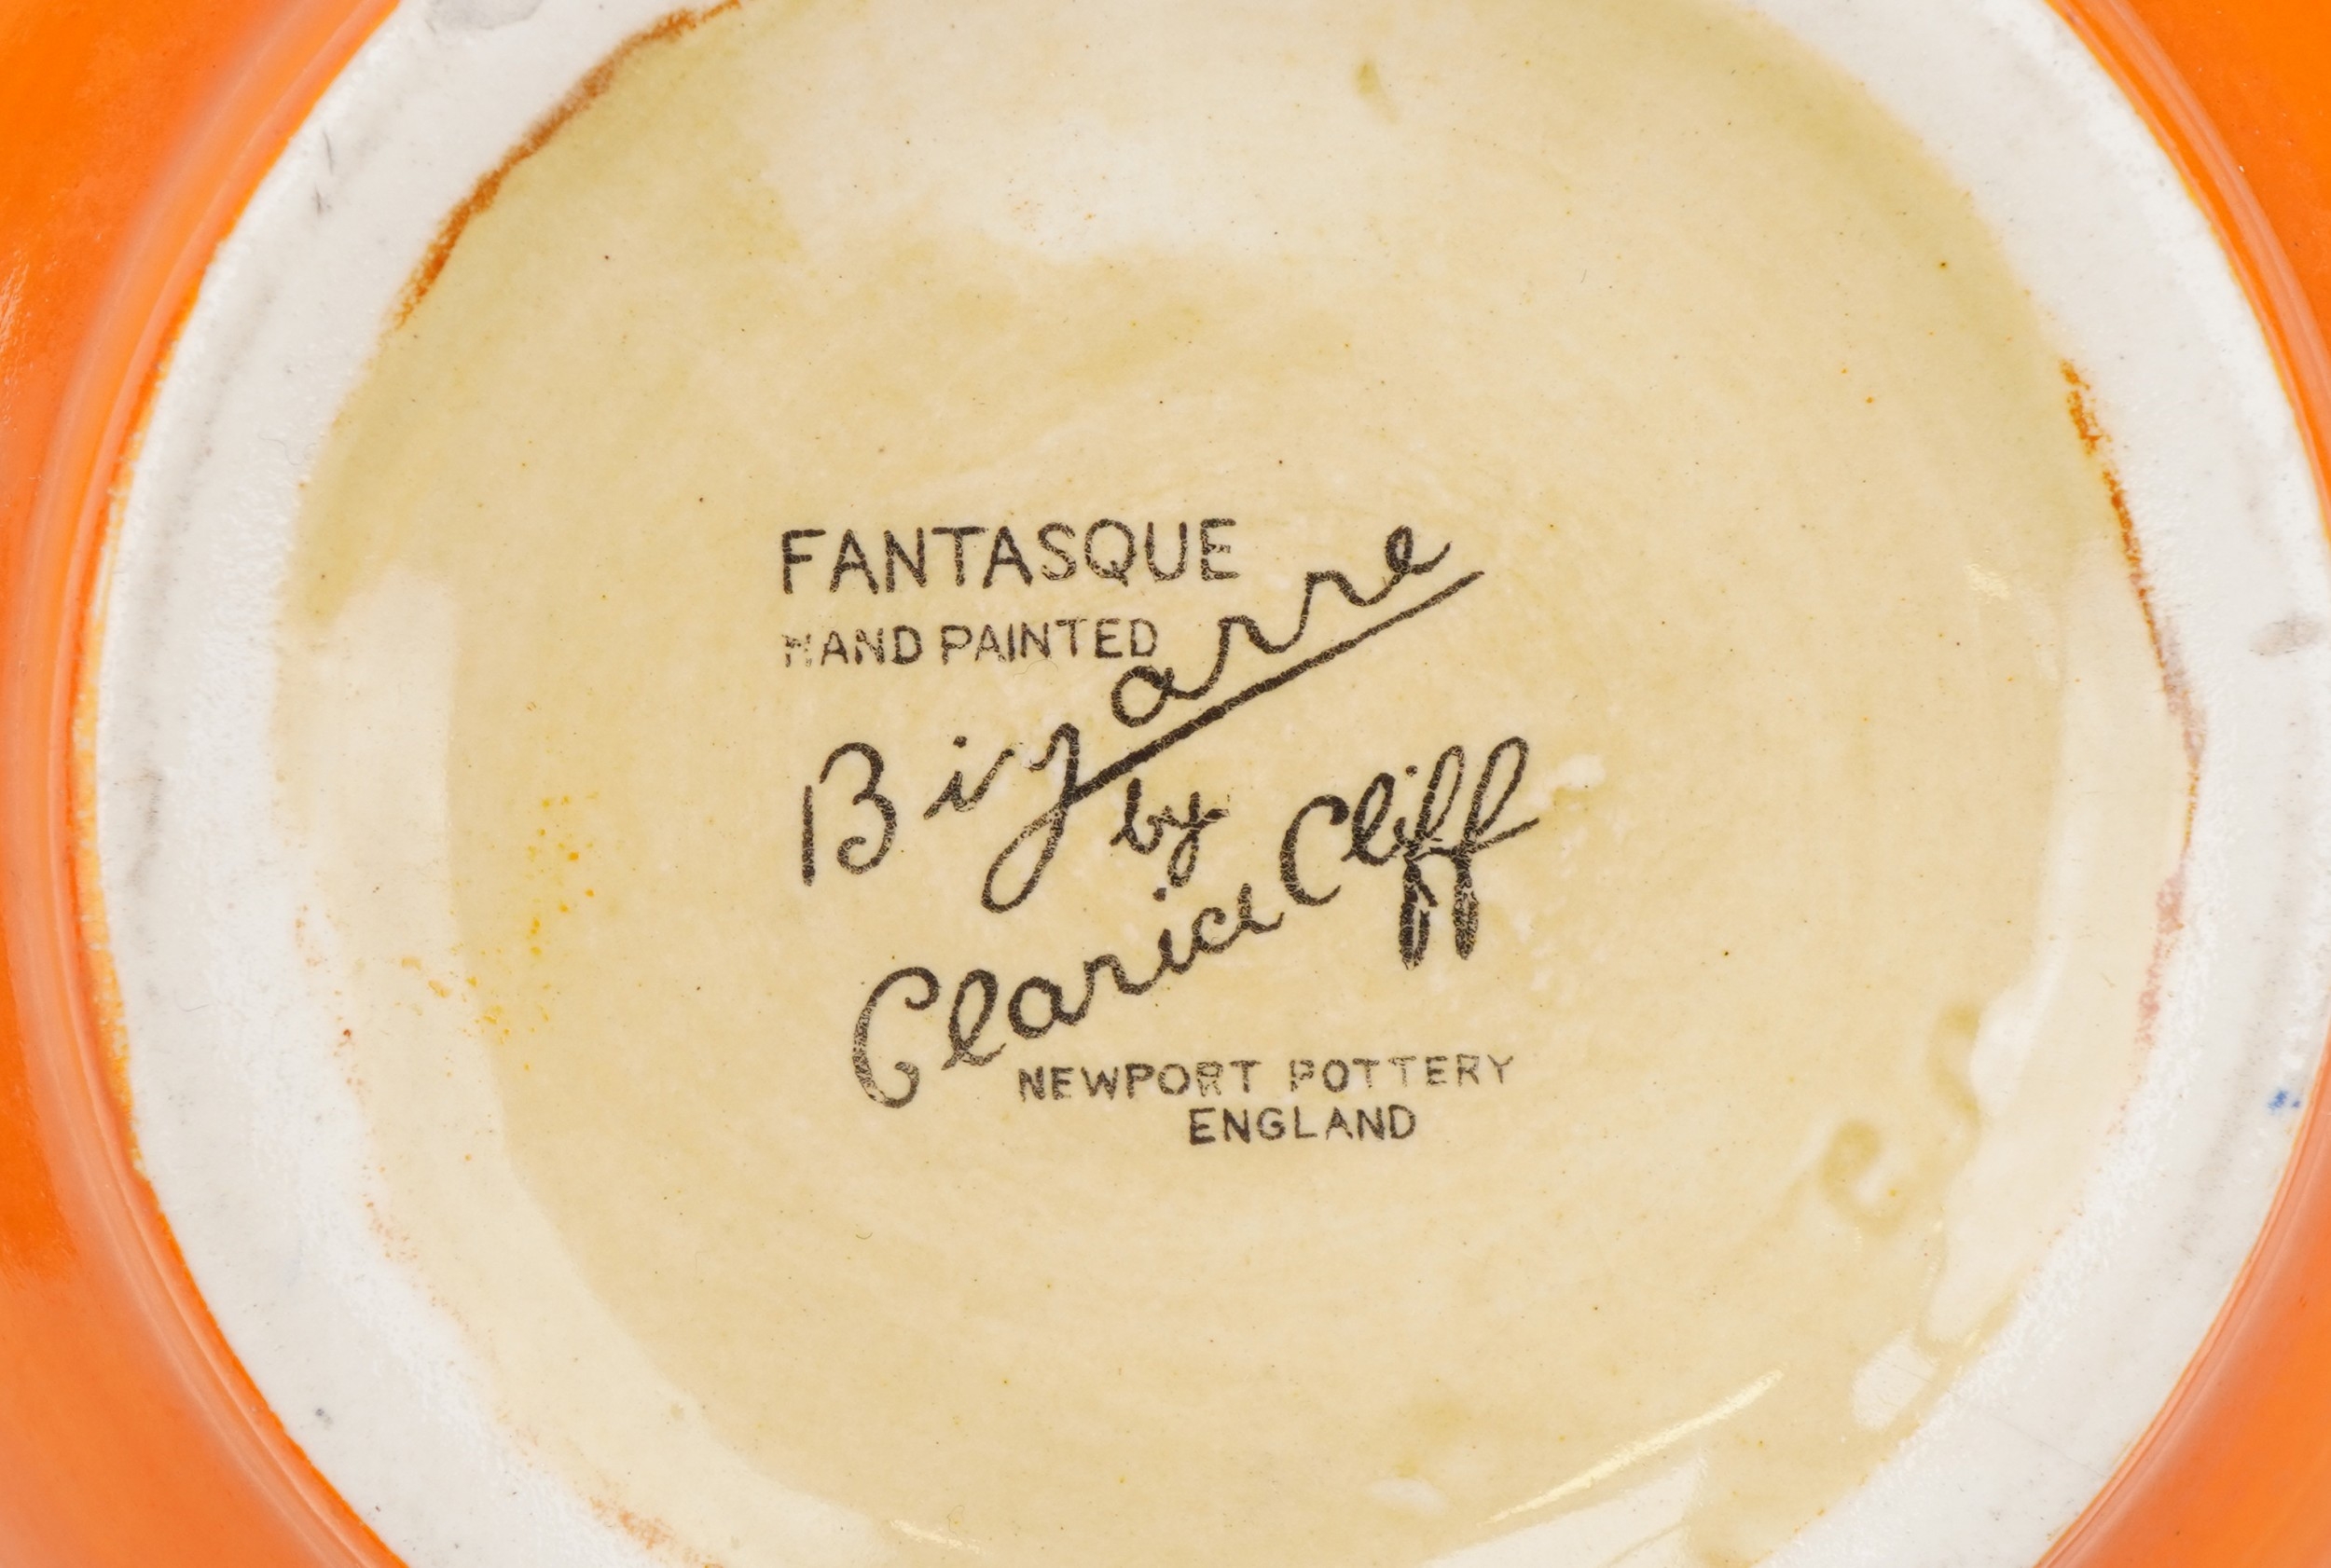 FANTASQUE
HAND PAINTED
Bizarre
by
Clarice Cliff
NEWPORT POTTERY
ENGLAND